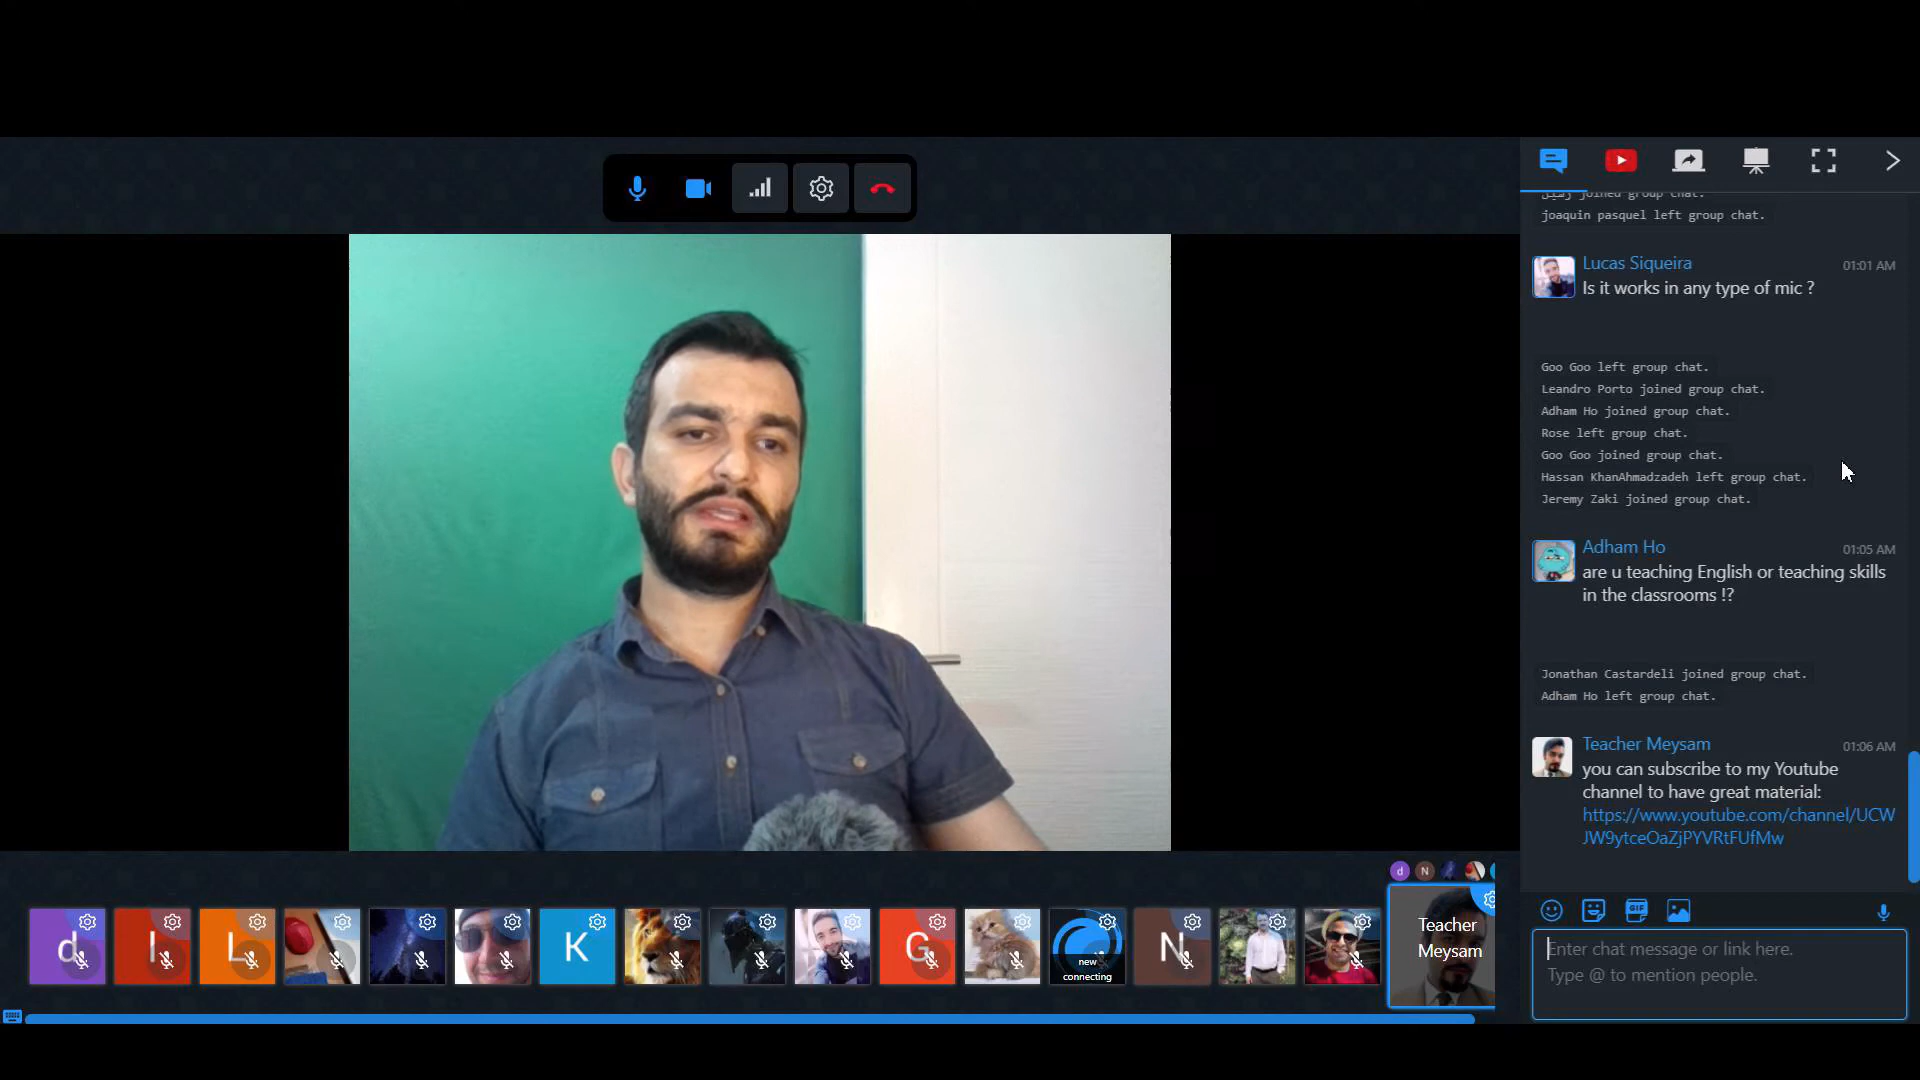 joined group chat.
joaquin pasquel left group chat.
Lucas Siqueira 01:01 AM
Is it works in any type of mic ?
Goo Goo left group chat.
Leandro Porto joined group chat.
Adham Ho joined group chat.
Rose left group chat.
Goo Goo joined group chat.
Hassan KhanAhmadzadeh left group chat.
Jeremy Zaki joined group chat.
Adham Ho 01:05 AM
are u teaching English or teaching skills
in the classrooms !?
Jonathan Castardeli joined group chat.
Adham Ho left group chat.
Teacher Meysam 01:06 AM
you can subscribe to my Youtube
channel to have great material:
https://www.youtube.com/channel/UCW
JW9ytceOaZjPYVRtFUfMw
GIF
Enter chat message or link here.
Type @ to mention people.
d N
d
I
L
K
G
new
connecting
N
Teacher
Meysam